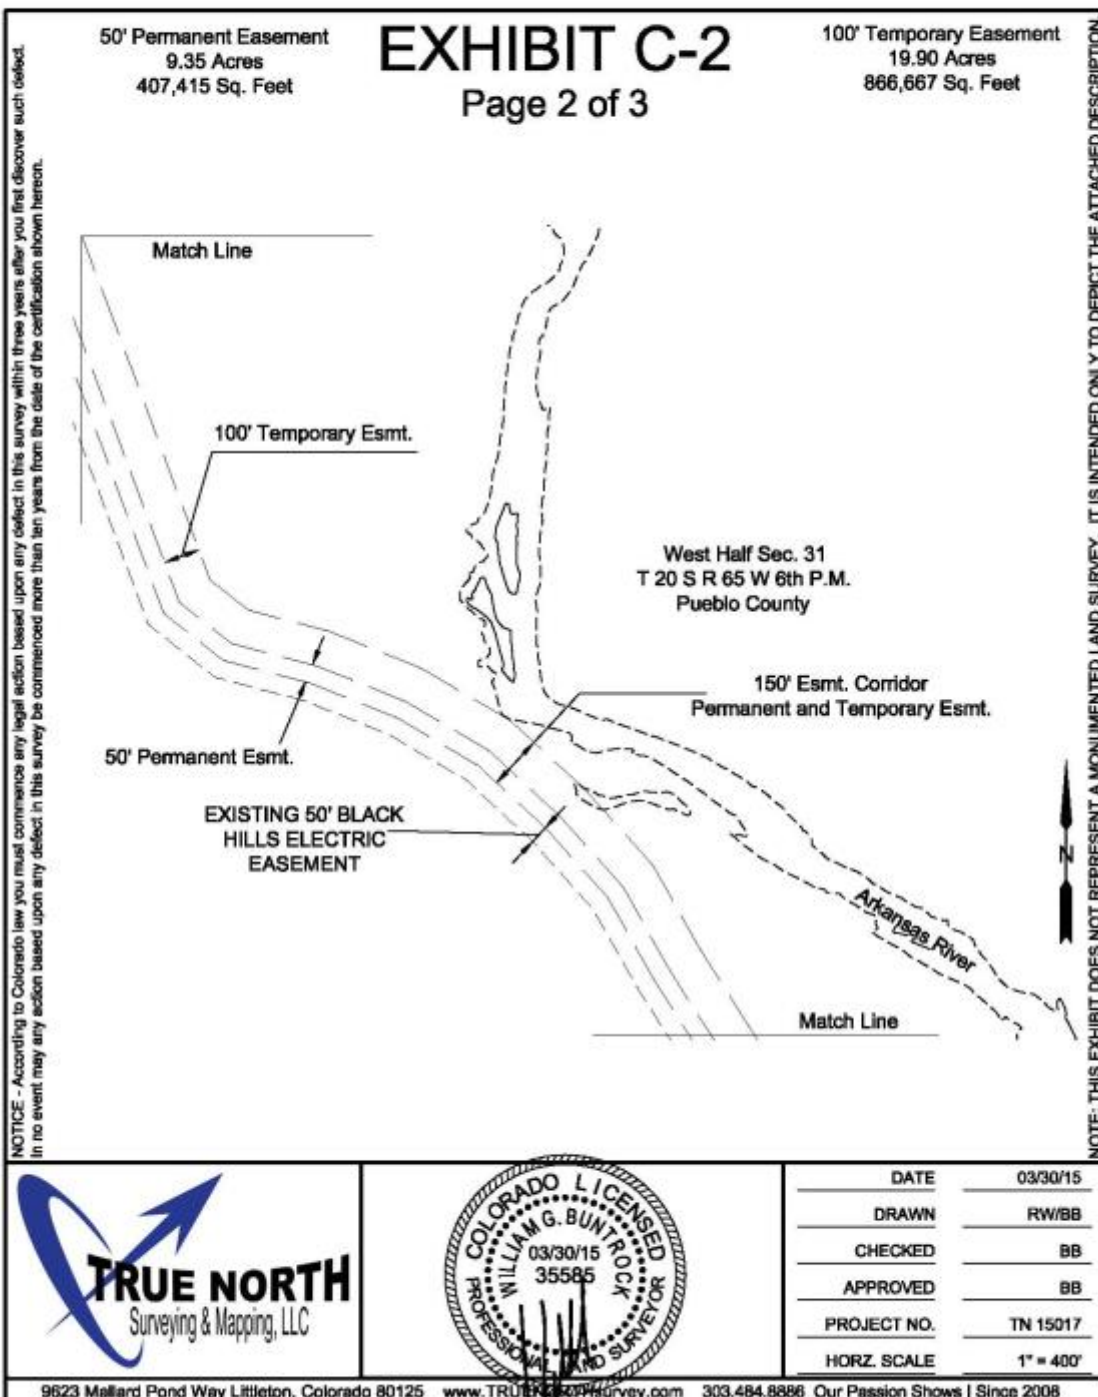 50' Permanent Easement
9.35 Acres
407,415 Sq. Feet
EXHIBIT C-2
Page 2 of 3
100' Temporary Easement
19.90 Acres
866,667 Sq. Feet
NOTICE - According to Colorado law you must commence any legal action based upon any defect in this survey within three years after you first discover such defect.
In no event may any action based upon any defect in this survey be commenced more than ten years from the date of the certification shown hereon.
NOTE: THIS EXHIBIT DOES NOT REPRESENT A MONUMENTED LAND SURVEY. IT IS INTENDED ONLY TO DEPICT THE ATTACHED DESCRIPTION.
Match Line
100' Temporary Esmt.
West Half Sec. 31
T 20 S R 65 W 6th P.M.
Pueblo County
150' Esmt. Corridor
Permanent and Temporary Esmt.
50' Permanent Esmt.
EXISTING 50' BLACK
HILLS ELECTRIC
EASEMENT
N
Arkansas River
Match Line
TRUE NORTH
Surveying & Mapping, LLC
COLORADO LICENSED
WILLIAM G. BUNTROCK
03/30/15
35585
PROFESSIONAL LAND SURVEYOR
DATE 03/30/15
DRAWN RW/BB
CHECKED BB
APPROVED BB
PROJECT NO. TN 15017
HORZ. SCALE 1" = 400'
9623 Mallard Pond Way Littleton, Colorado 80125 303.484.8886 Our Passion Shows | Since 2008